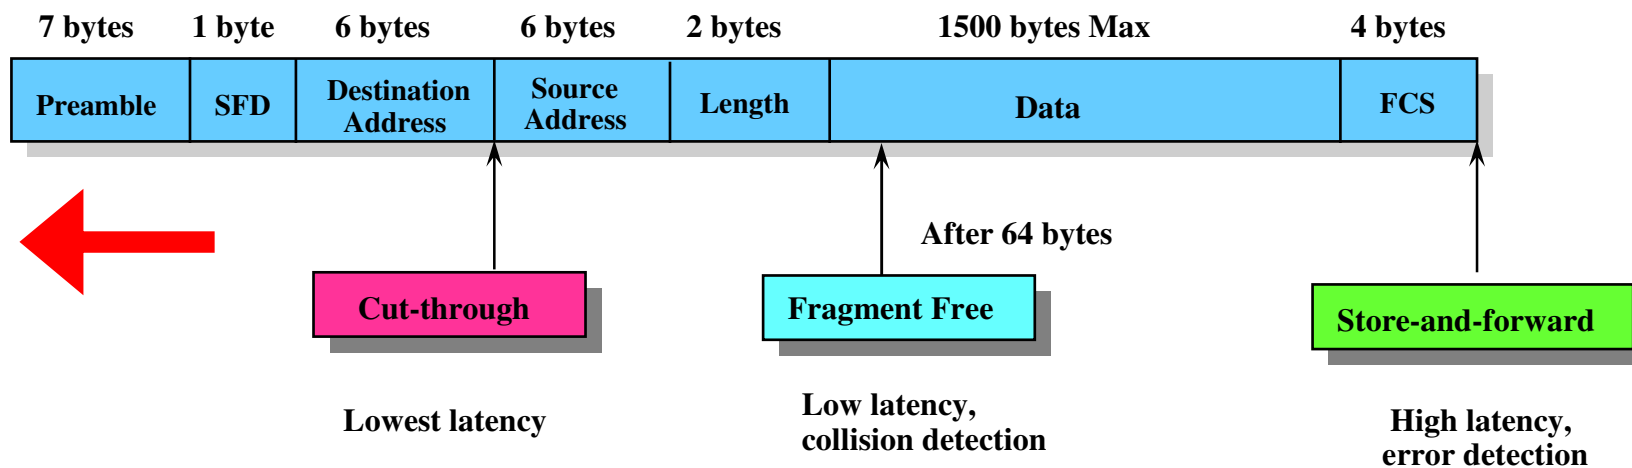 7 bytes 1 byte 6 bytes 6 bytes 2 bytes 1500 bytes Max 4 bytes
Preamble
SFD
Destination
Address
Source
Address
Length
Data
FCS
After 64 bytes
Cut-through
Fragment Free
Store-and-forward
Lowest latency
Low latency,
collision detection
High latency,
error detection